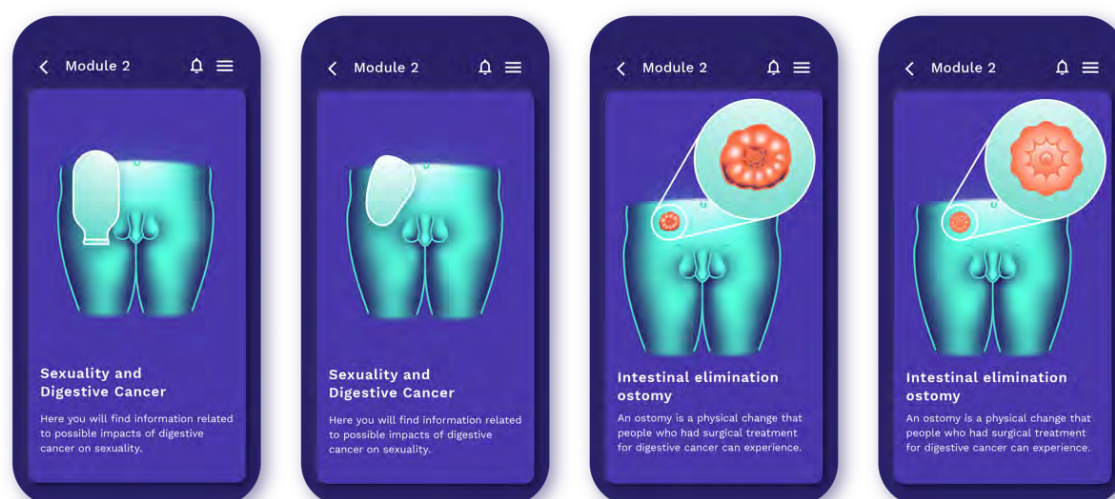 Module 2
Sexuality and
Digestive Cancer
Here you will find information related
to possible impacts of digestive
cancer on sexuality.
Module 2
Sexuality and
Digestive Cancer
Here you will find information related
to possible impacts of digestive
cancer on sexuality.
Module 2
Intestinal elimination
ostomy
An ostomy is a physical change that
people who had surgical treatment
for digestive cancer can experience.
Module 2
Intestinal elimination
ostomy
An ostomy is a physical change that
people who had surgical treatment
for digestive cancer can experience.